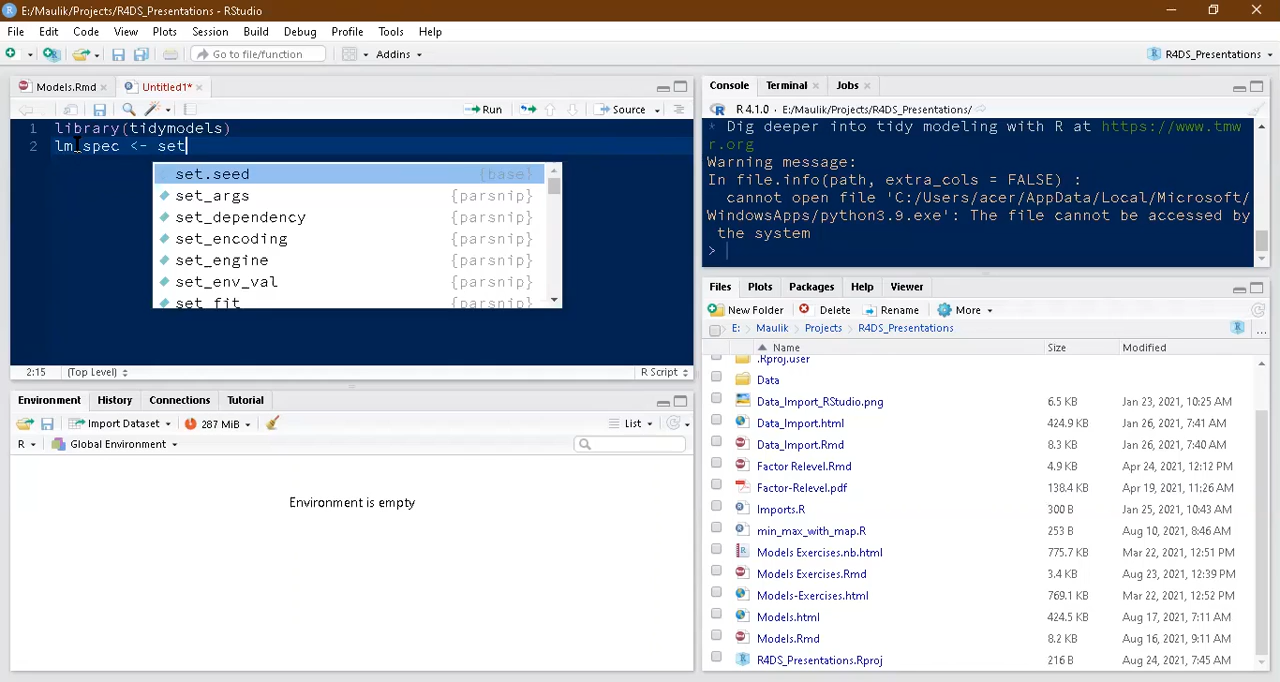 E:/Maulik/Projects/R4DS_Presentations - RStudio
File Edit Code View Plots Session Build Debug Profile Tools Help
Go to file/function Addins R4DS_Presentations
Models.Rmd Untitled1*
Run Source
1 library(tidymodels)
2 lm_spec <- set
set.seed {base}
set_args {parsnip}
set_dependency {parsnip}
set_encoding {parsnip}
set_engine {parsnip}
set_env_val {parsnip}
set_fit {parsnip}
2:15 (Top Level) R Script
Environment History Connections Tutorial
Import Dataset 287 MiB List
R Global Environment
Environment is empty
Console Terminal Jobs
R 4.1.0 · E:/Maulik/Projects/R4DS_Presentations/
* Dig deeper into tidy modeling with R at https://www.tmw
r.org
Warning message:
In file.info(path, extra_cols = FALSE) :
cannot open file 'C:/Users/acer/AppData/Local/Microsoft/
WindowsApps/python3.9.exe': The file cannot be accessed by
the system
>
Files Plots Packages Help Viewer
New Folder Delete Rename More
E: Maulik Projects R4DS_Presentations
Name Size Modified
.Rproj.user
Data
Data_Import_RStudio.png 6.5 KB Jan 23, 2021, 10:25 AM
Data_Import.html 424.9 KB Jan 26, 2021, 7:41 AM
Data_Import.Rmd 8.3 KB Jan 26, 2021, 7:40 AM
Factor Relevel.Rmd 4.9 KB Apr 24, 2021, 12:12 PM
Factor-Relevel.pdf 138.4 KB Apr 19, 2021, 11:26 AM
Imports.R 300 B Jan 25, 2021, 10:43 AM
min_max_with_map.R 253 B Aug 10, 2021, 8:46 AM
Models Exercises.nb.html 775.7 KB Mar 22, 2021, 12:51 PM
Models Exercises.Rmd 3.4 KB Aug 23, 2021, 12:39 PM
Models-Exercises.html 769.1 KB Mar 22, 2021, 12:52 PM
Models.html 424.5 KB Aug 17, 2021, 7:11 AM
Models.Rmd 8.2 KB Aug 16, 2021, 9:11 AM
R4DS_Presentations.Rproj 216 B Aug 24, 2021, 7:45 AM